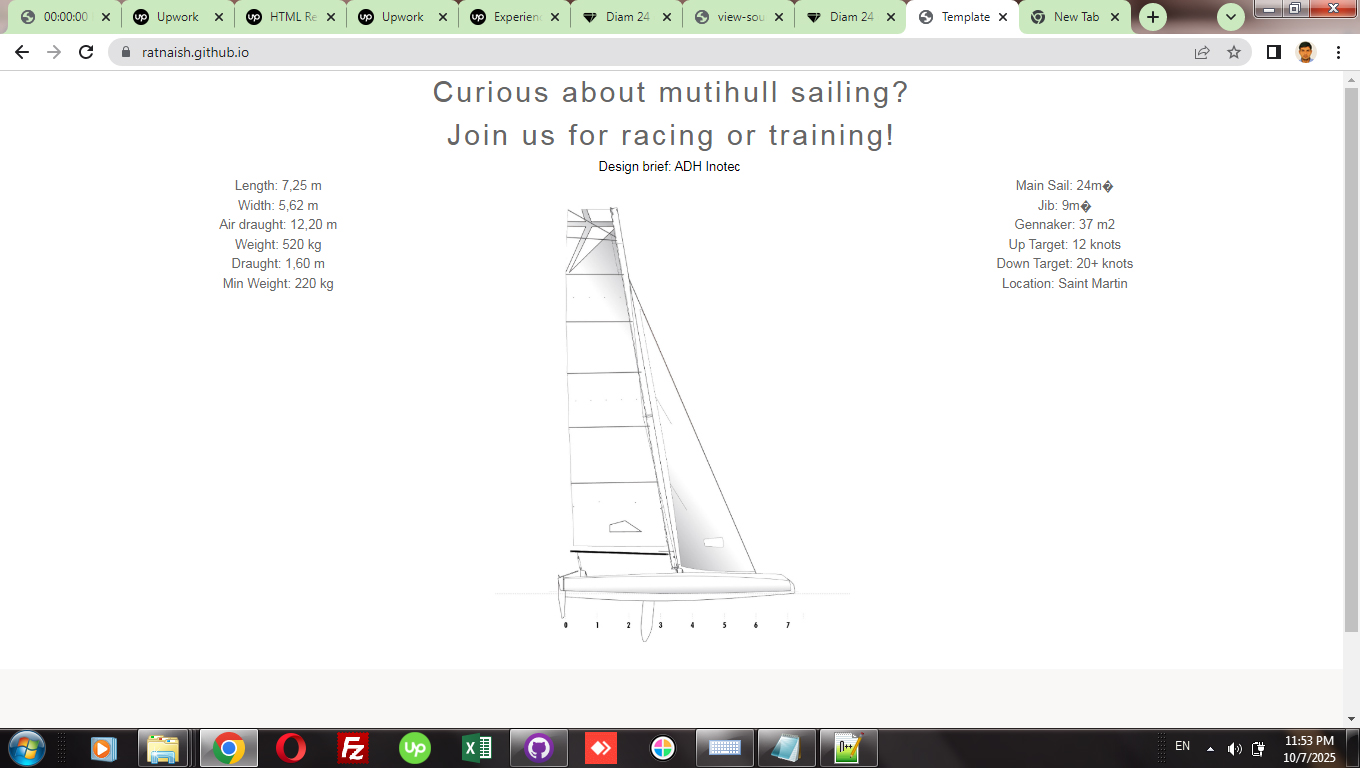 00:00:00
Upwork
HTML Re
Upwork
Experien
Diam 24
view-sou
Diam 24
Template
New Tab
ratnaish.github.io
Curious about mutihull sailing?
Join us for racing or training!
Design brief: ADH Inotec
Length: 7,25 m
Width: 5,62 m
Air draught: 12,20 m
Weight: 520 kg
Draught: 1,60 m
Min Weight: 220 kg
Main Sail: 24m�
Jib: 9m�
Gennaker: 37 m2
Up Target: 12 knots
Down Target: 20+ knots
Location: Saint Martin
0 1 2 3 4 5 6 7
EN
11:53 PM
10/7/2025